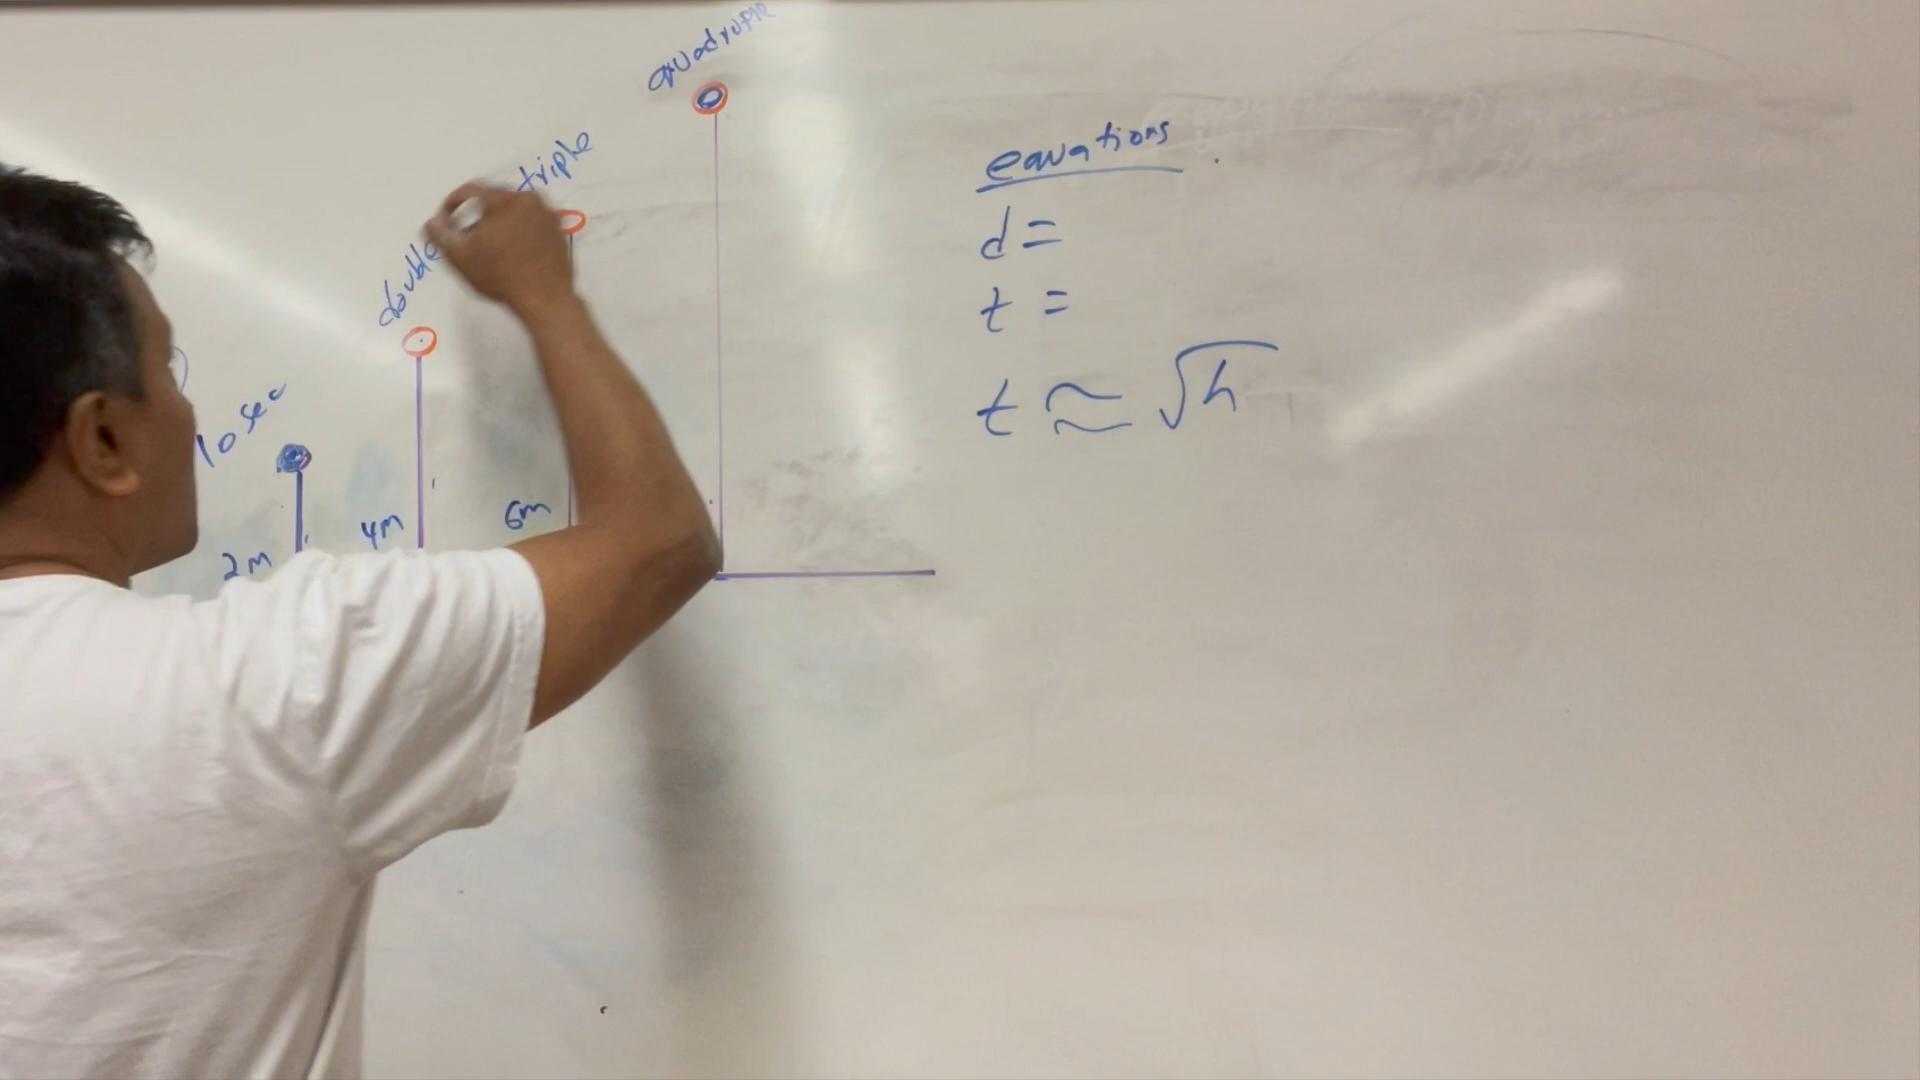 quadruple
triple
double
10 sec
2m
4m
6m
equations
d=
t =
t ≈ √h